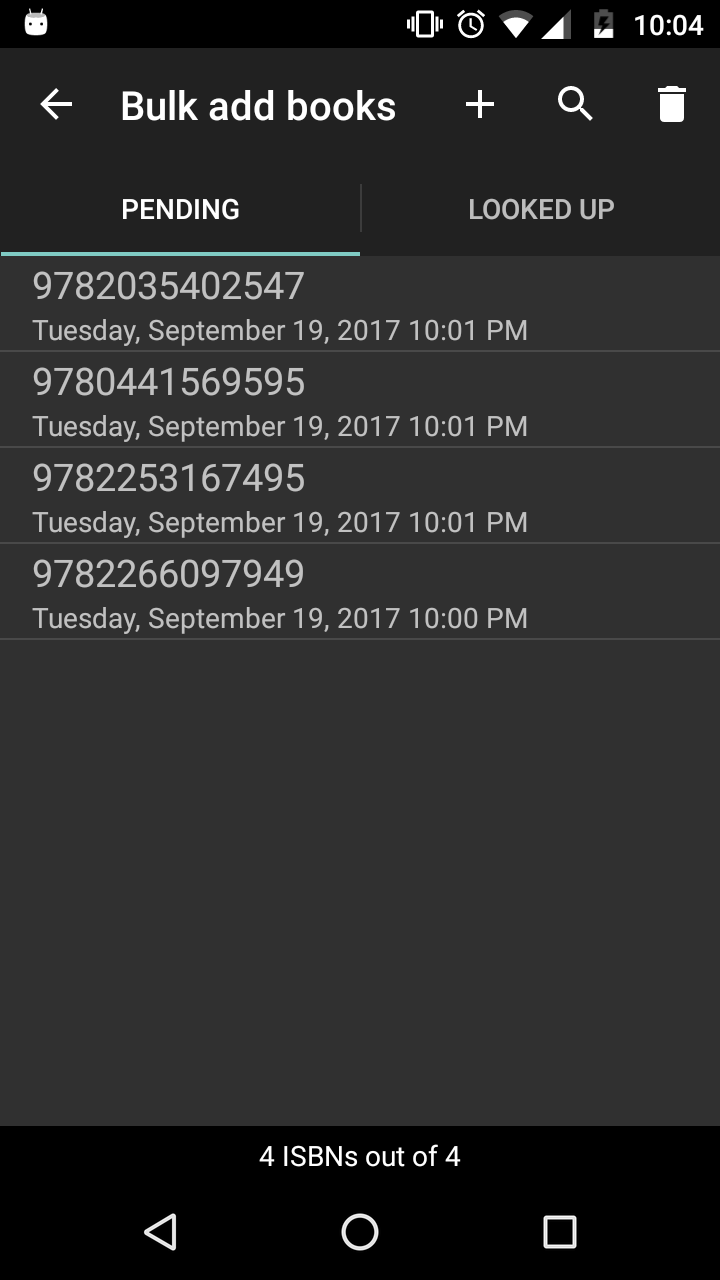 10:04
Bulk add books
PENDING
LOOKED UP
9782035402547
Tuesday, September 19, 2017 10:01 PM
9780441569595
Tuesday, September 19, 2017 10:01 PM
9782253167495
Tuesday, September 19, 2017 10:01 PM
9782266097949
Tuesday, September 19, 2017 10:00 PM
4 ISBNs out of 4